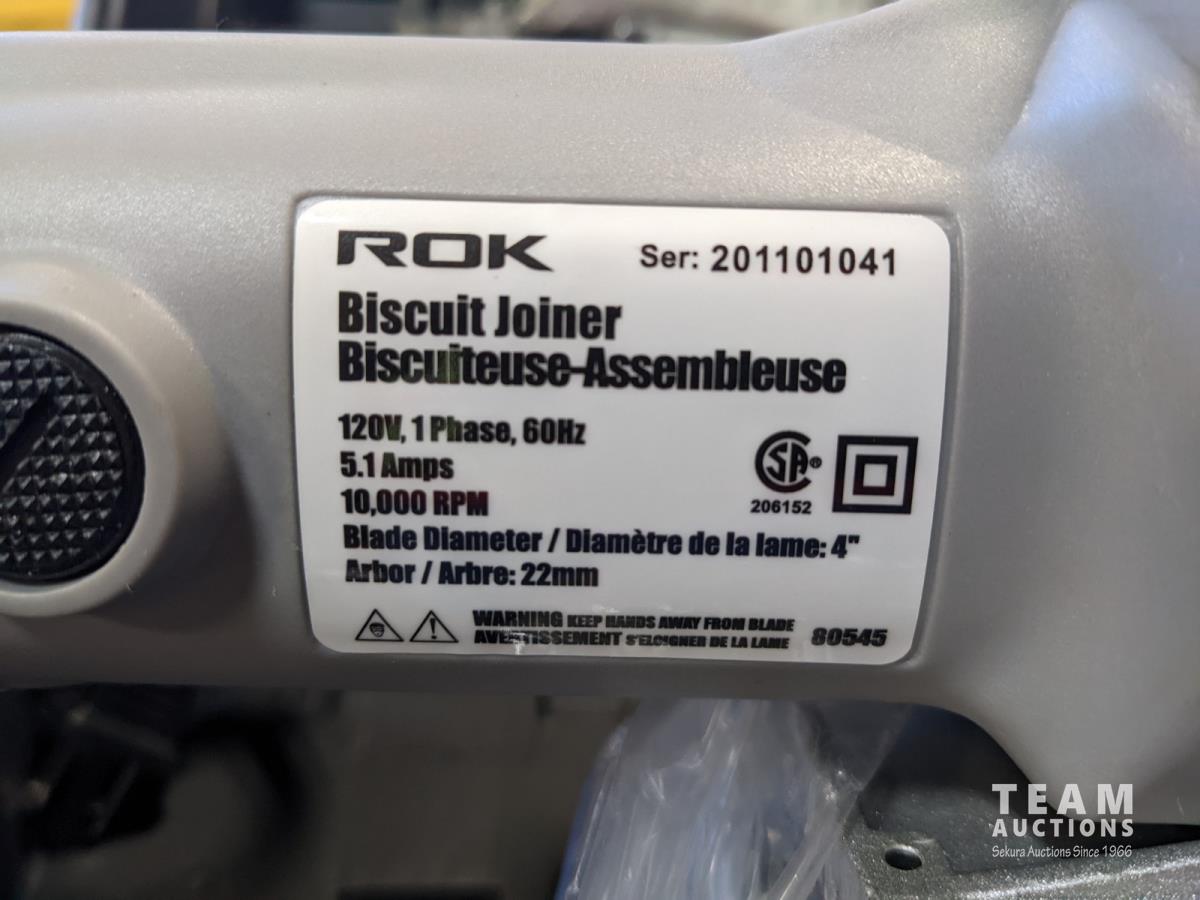 ROK Ser: 201101041
Biscuit Joiner
Biscuiteuse-Assembleuse
120V, 1 Phase, 60Hz
5.1 Amps
10,000 RPM
CSA®
206152
Blade Diameter / Diamètre de la lame: 4"
Arbor / Arbre: 22mm
WARNING KEEP HANDS AWAY FROM BLADE
AVERTISSEMENT S'ELOIGNER DE LA LAME 80545
TEAM
AUCTIONS
Sekura Auctions Since 1966